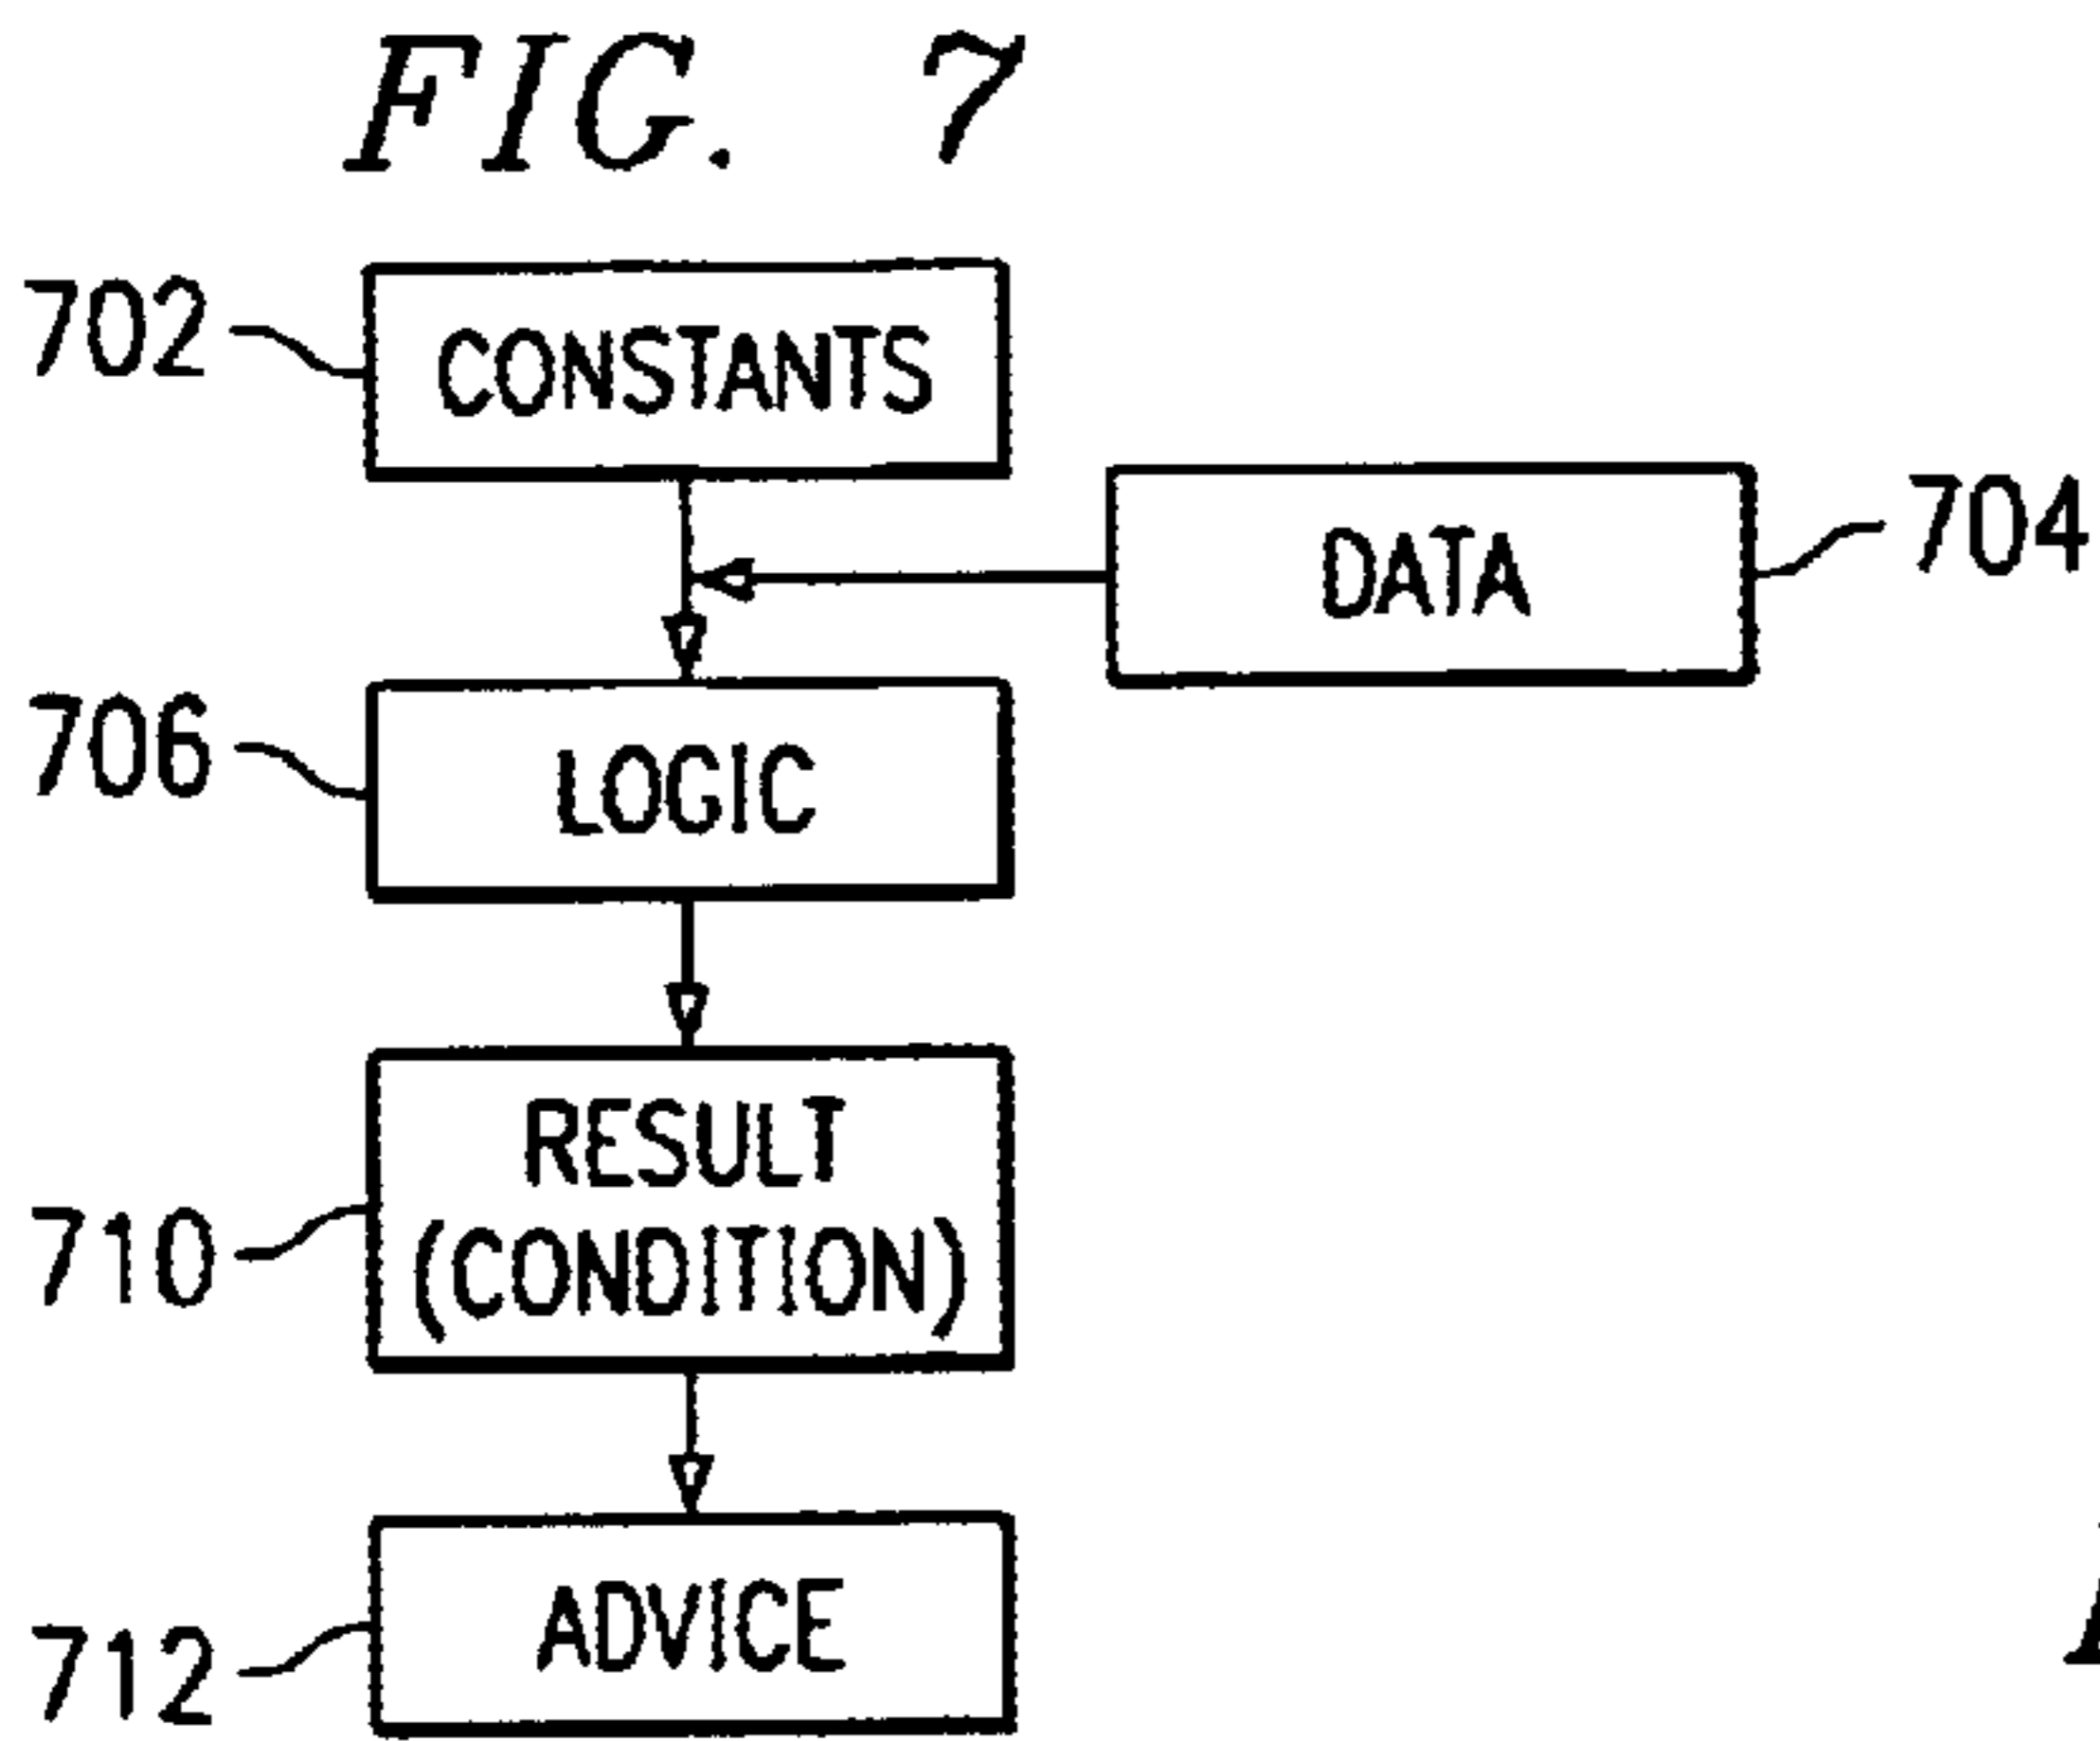 FIG. 7
702
CONSTANTS
DATA
704
706
LOGIC
710
RESULT
(CONDITION)
712
ADVICE